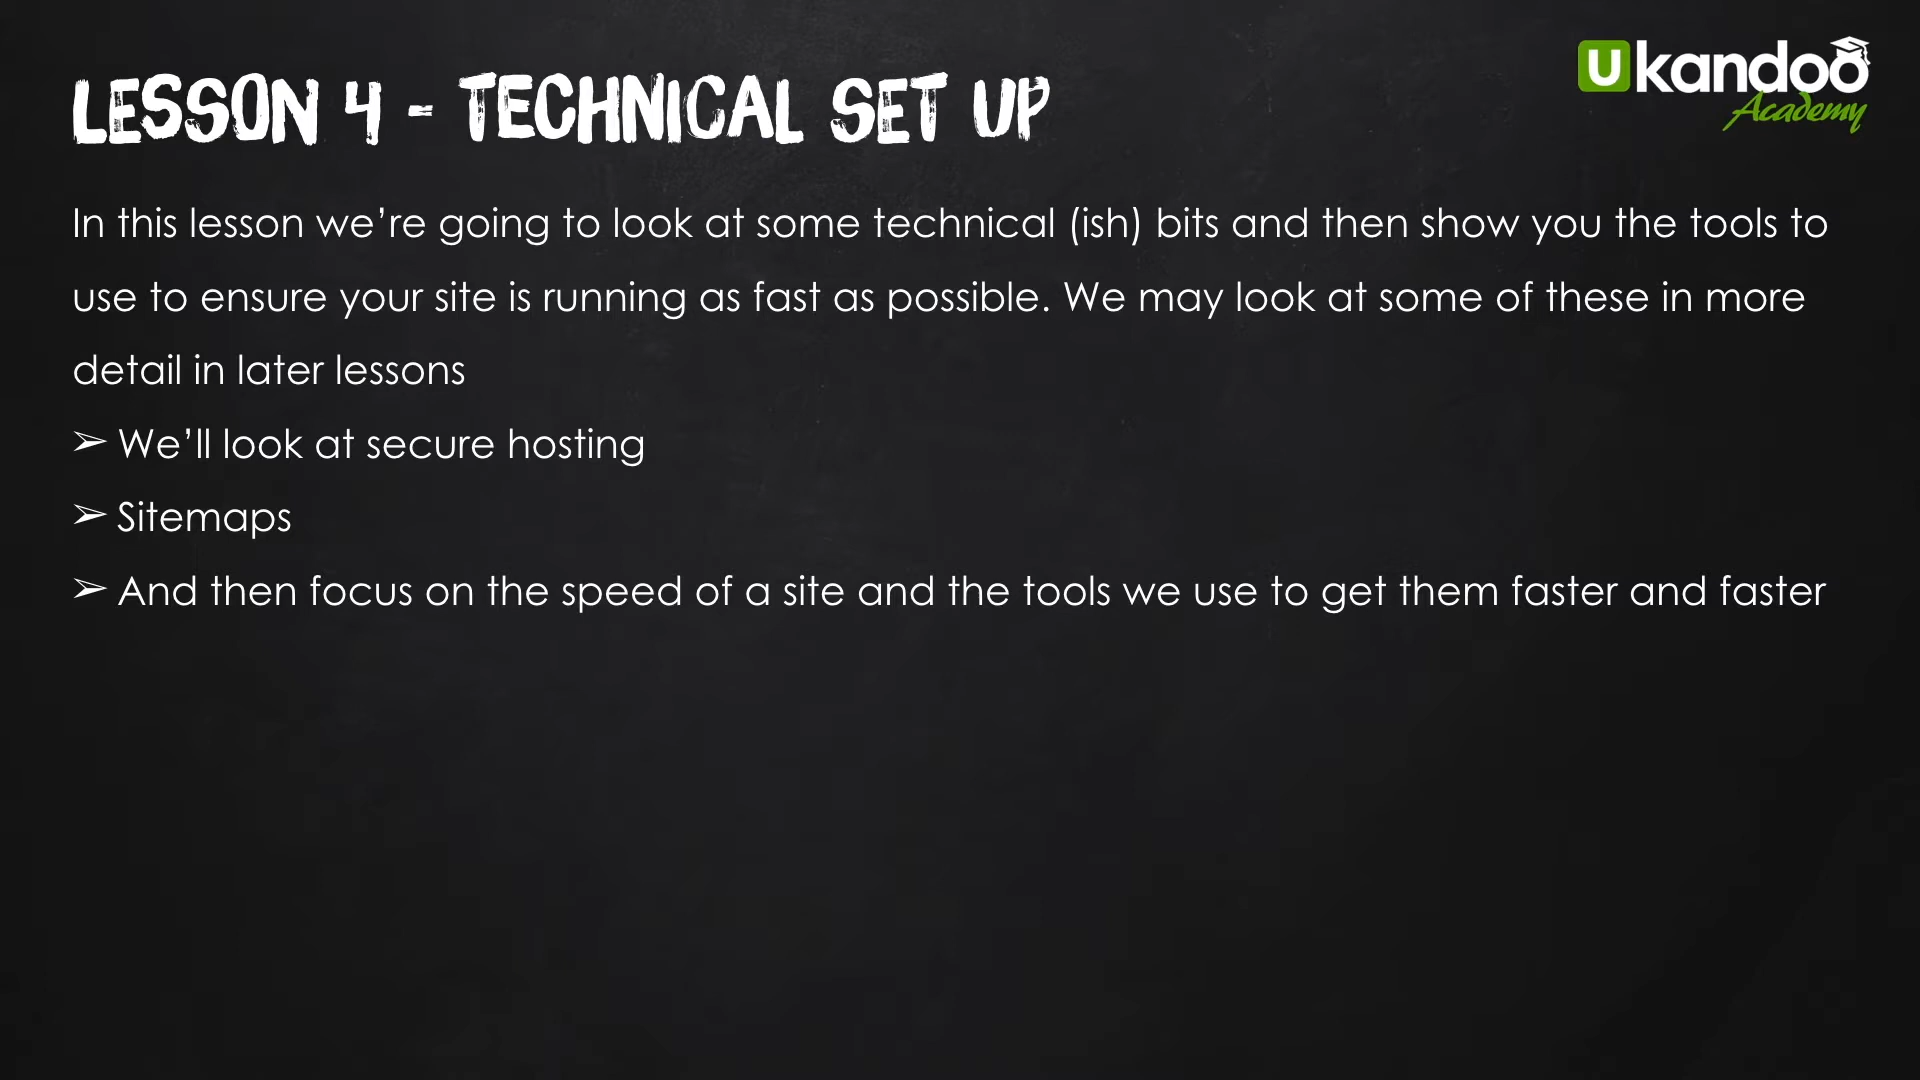 LESSON 4 - TECHNICAL SET UP
Ukandoo
Academy
In this lesson we’re going to look at some technical (ish) bits and then show you the tools to
use to ensure your site is running as fast as possible. We may look at some of these in more
detail in later lessons
➢ We’ll look at secure hosting
➢ Sitemaps
➢ And then focus on the speed of a site and the tools we use to get them faster and faster